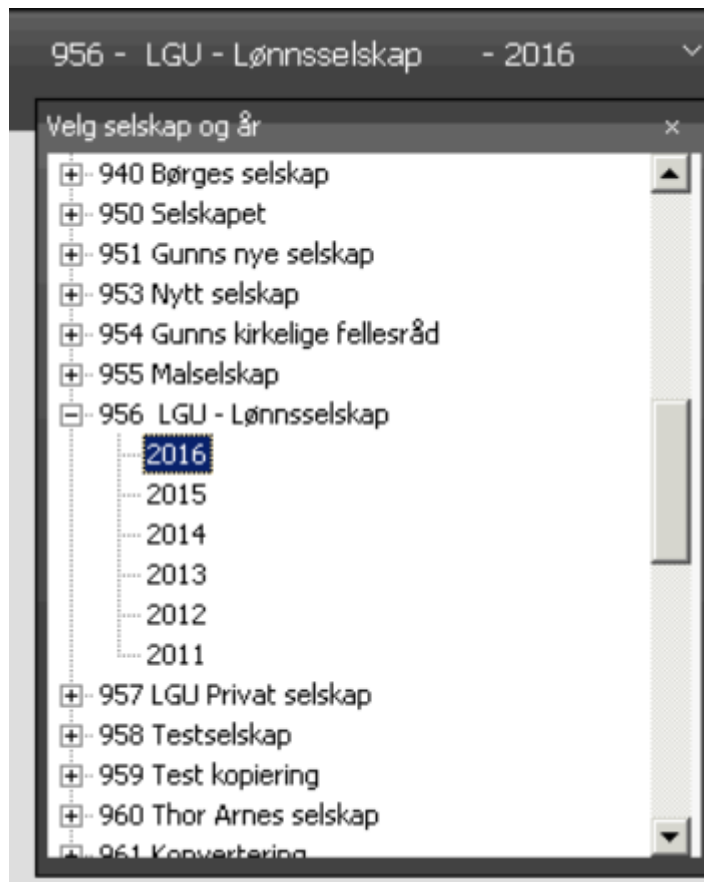 956 - LGU - Lønnsselskap - 2016
Velg selskap og år
940 Børges selskap
950 Selskapet
951 Gunns nye selskap
953 Nytt selskap
954 Gunns kirkelige fellesråd
955 Malselskap
956 LGU - Lønnsselskap
2016
2015
2014
2013
2012
2011
957 LGU Privat selskap
958 Testselskap
959 Test kopiering
960 Thor Arnes selskap
961 Konvertering